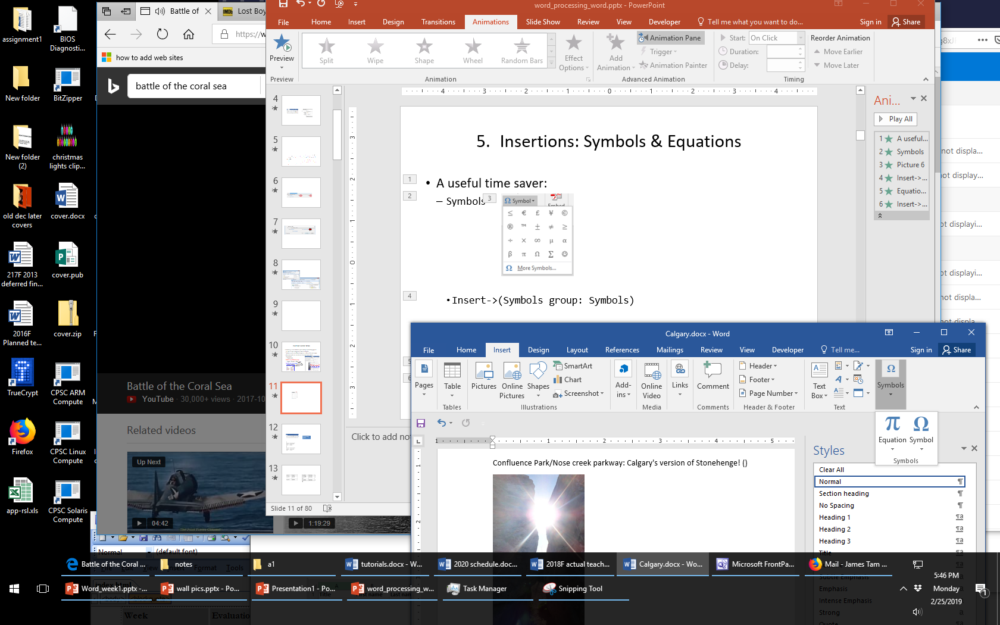 assignment1
BIOS
Diagnosti...
New folder
BitZipper
New folder
(2)
christmas
lights clip...
old dec later
covers
cover.docx
217F 2013
deferred fin...
cover.pub
2016F
Planned te...
cover.zip
TrueCrypt
CPSC ARM
Compute
Firefox
CPSC Linux
Compute
app-rsl.xls
CPSC Solaris
Compute
Battle of
IMDb
Lost Boy
https://w
how to add web sites
battle of the coral sea
Battle of the Coral Sea
YouTube · 30,000+ views · 2017-10
Related videos
Up Next
04:42
1:19:29
word_processing_word.pptx - PowerPoint
File Home Insert Design Transitions Animations Slide Show Review View Developer Tell me what you want to do... Sign in Share
Preview
Split Wipe Shape Wheel Random Bars
Effect
Options
Add
Animation
Animation Pane
Trigger
Animation Painter
Start: On Click
Duration:
Delay:
Reorder Animation
Move Earlier
Move Later
Preview Animation Advanced Animation Timing
4
5
6
7
8
9
10
11
12
13
Slide 11 of 80
5. Insertions: Symbols & Equations
1 • A useful time saver:
2 – Symbols 3
Ω Symbol
Embed
≤ € £ ¥ ©
® ™ ± ≠ ≥
÷ × ∞ µ α
β π Ω ∑ ☺
Ω More Symbols...
4 •Insert->(Symbols group: Symbols)
Click to add not
Ani...
Play All
1 A useful...
2 Symbols
3 Picture 6
4 Insert->...
5 Equatio...
6 Insert->...
not displa...
not display...
ot displayi...
ot displayi...
ot displa...
Calgary.docx - Word
File Home Insert Design Layout References Mailings Review View Developer Tell me... Sign in Share
Pages
Table
Pictures
Online
Pictures
Shapes
SmartArt
Chart
Screenshot
Add-
ins
Online
Video
Links
Comment
Header
Footer
Page Number
Text
Box
Symbols
Tables Illustrations Media Comments Header & Footer Text
π Ω
Equation Symbol
Symbols
Confluence Park/Nose creek parkway: Calgary's version of Stonehenge! ()
Styles
Clear All
Normal
Section heading
No Spacing
Heading 1
Heading 2
Heading 3
Title
Subtle Emphasis
Emphasis
Intense Emphasis
Strong
Quote
Normal (default font)
File Edit View Insert Format Tools
index.html
<body> <blockquote>
Week Evaluation
Title First name Last nam
Battle of the Coral ...
notes
a1
tutorials.docx - W...
2020 schedule.doc...
2018F actual teach...
Calgary.docx - Wo...
Microsoft FrontPa...
Mail - James Tam ...
Word_week1.pptx -...
wall pics.pptx - Po...
Presentation1 - Po...
word_processing_w...
Task Manager
Snipping Tool
5:46 PM
Monday
2/25/2019
1